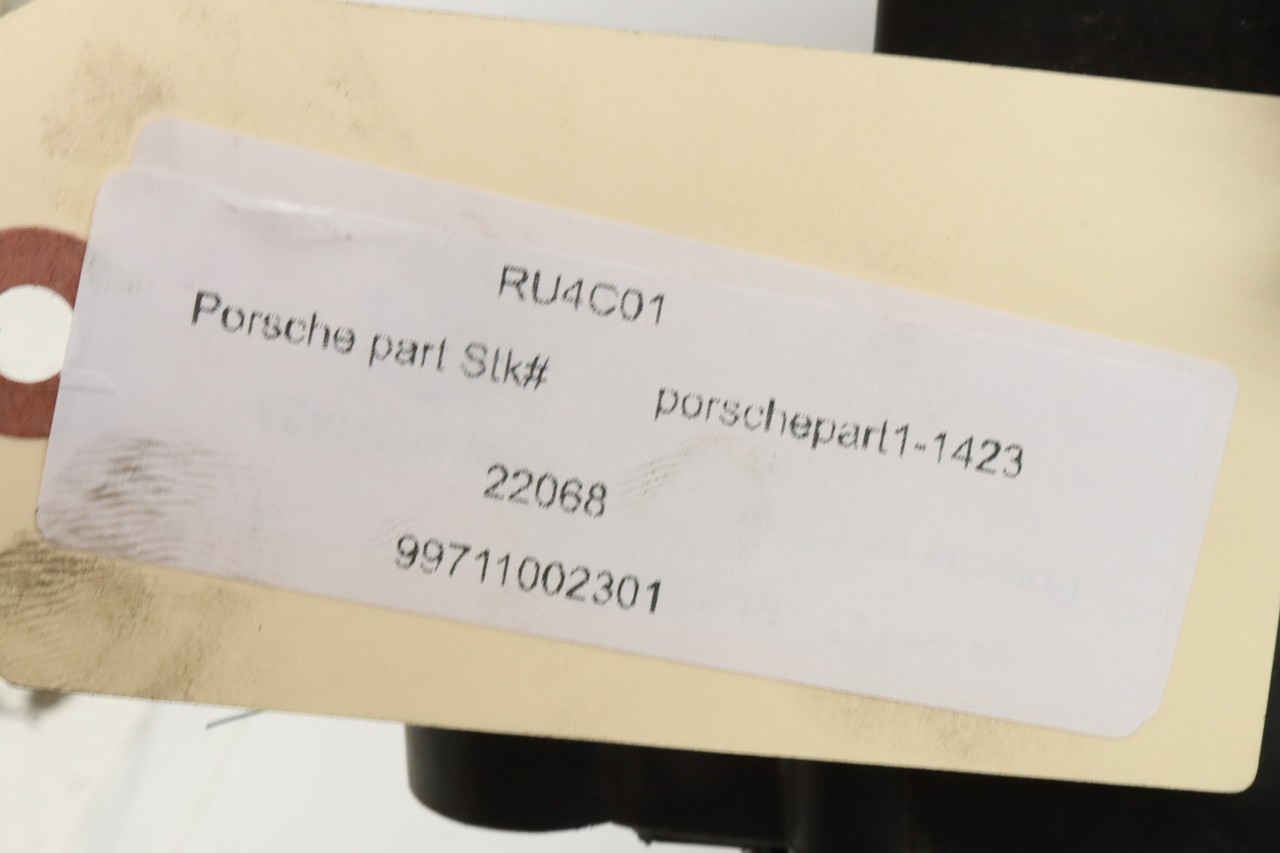 RU4C01
Porsche part Stk# porschepart1-1423
22068
99711002301